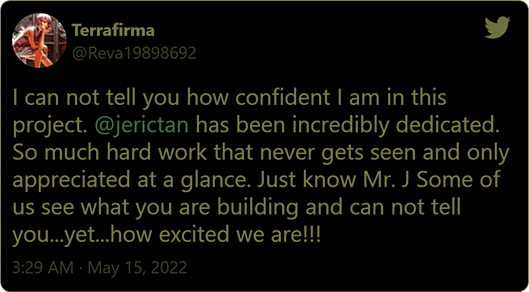 Terrafirma
@Reva19898692
I can not tell you how confident I am in this
project. @jerictan has been incredibly dedicated.
So much hard work that never gets seen and only
appreciated at a glance. Just know Mr. J Some of
us see what you are building and can not tell
you...yet...how excited we are!!!
3:29 AM · May 15, 2022